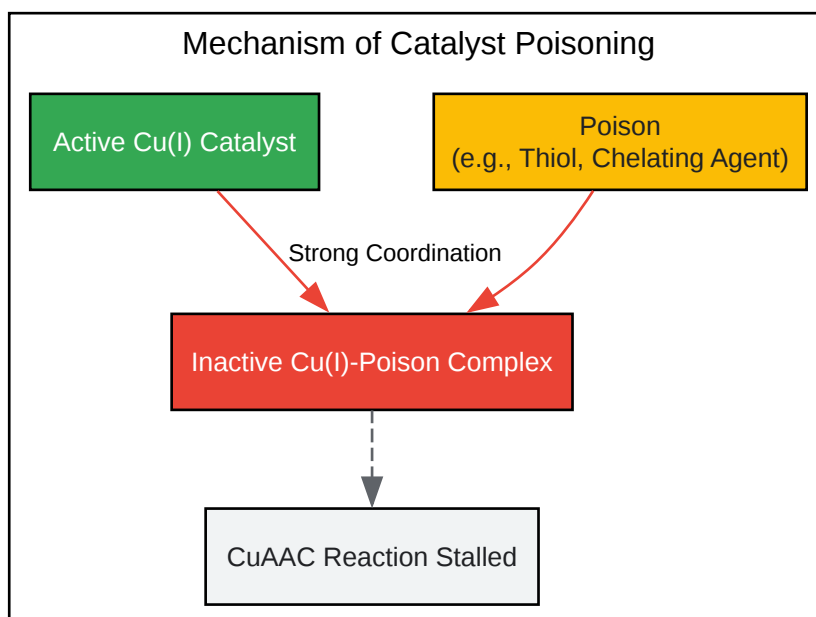 Mechanism of Catalyst Poisoning
Active Cu(I) Catalyst
Poison
(e.g., Thiol, Chelating Agent)
Strong Coordination
Inactive Cu(I)-Poison Complex
CuAAC Reaction Stalled